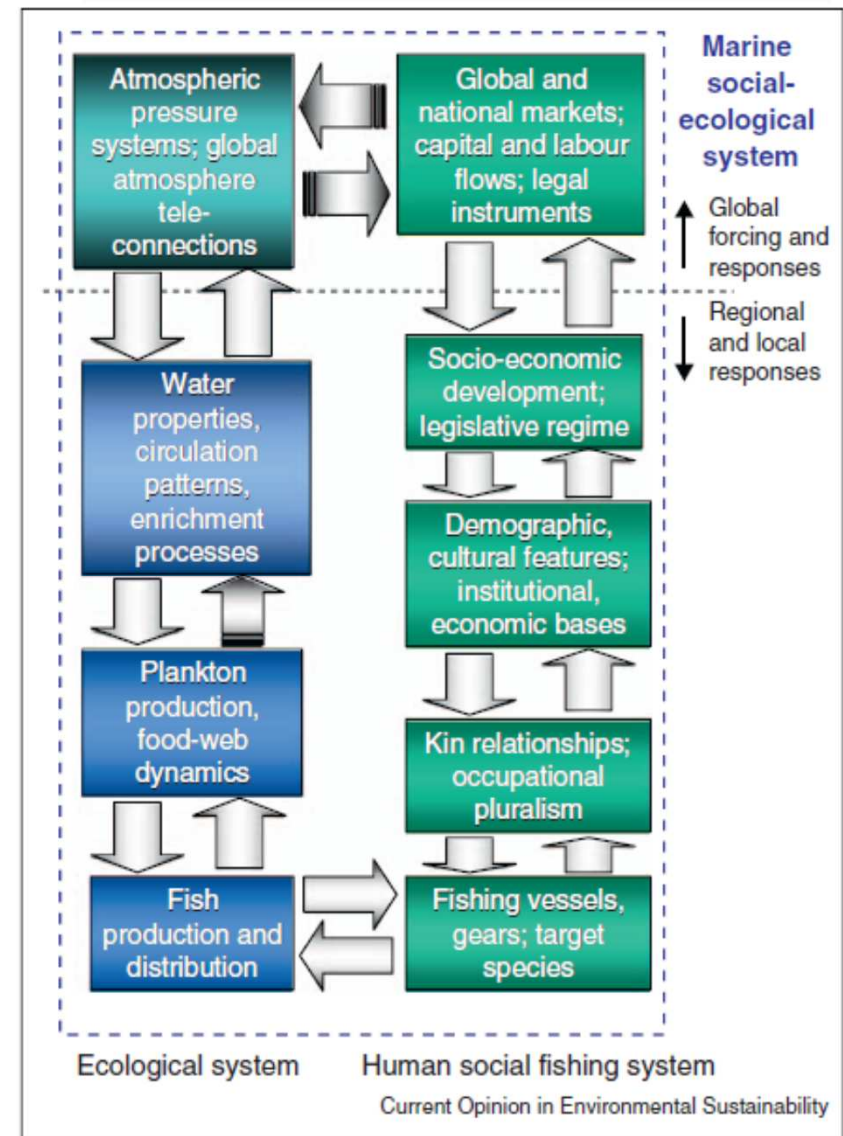 Atmospheric
pressure
systems; global
atmosphere
tele-
connections
Global and
national markets;
capital and labour
flows; legal
instruments
Marine
social-
ecological
system
Global
forcing and
responses
Regional
and local
responses
Water
properties,
circulation
patterns,
enrichment
processes
Socio-economic
development;
legislative regime
Demographic,
cultural features;
institutional,
economic bases
Plankton
production,
food-web
dynamics
Kin relationships;
occupational
pluralism
Fish
production and
distribution
Fishing vessels,
gears; target
species
Ecological system
Human social fishing system
Current Opinion in Environmental Sustainability